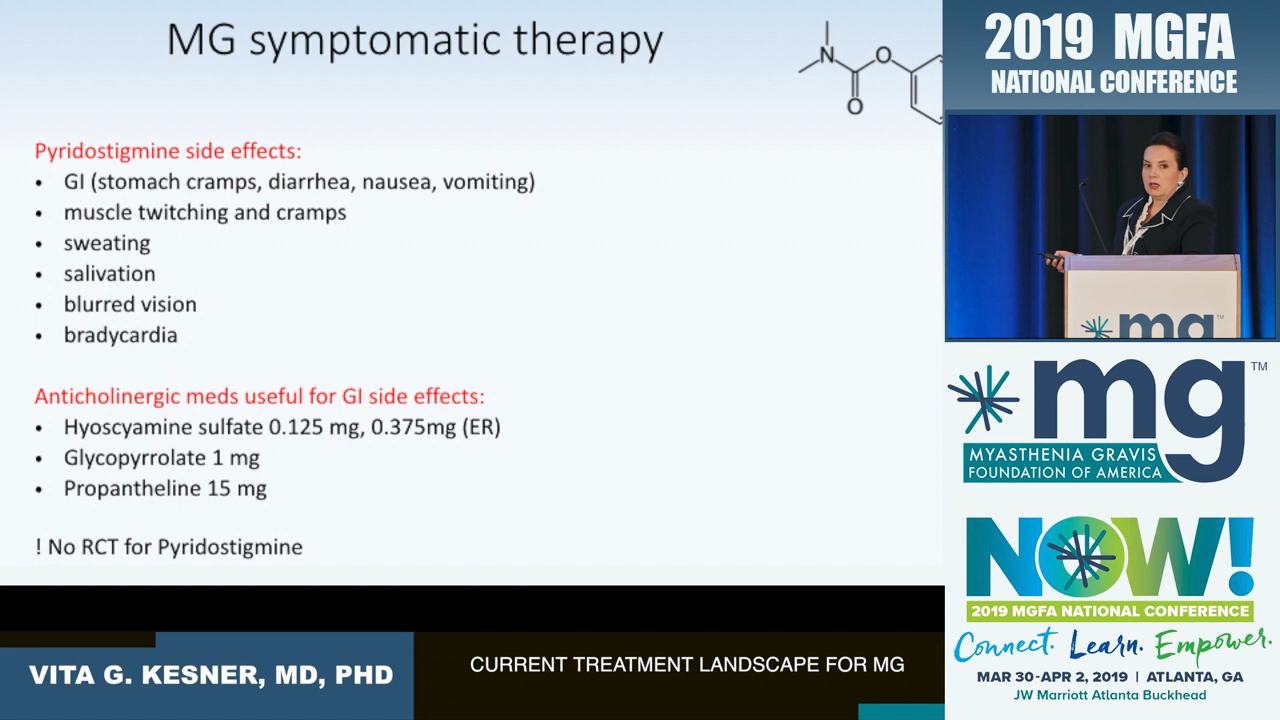 MG symptomatic therapy
N
O
O
Pyridostigmine side effects:
• GI (stomach cramps, diarrhea, nausea, vomiting)
• muscle twitching and cramps
• sweating
• salivation
• blurred vision
• bradycardia
Anticholinergic meds useful for GI side effects:
• Hyoscyamine sulfate 0.125 mg, 0.375mg (ER)
• Glycopyrrolate 1 mg
• Propantheline 15 mg
! No RCT for Pyridostigmine
VITA G. KESNER, MD, PHD
CURRENT TREATMENT LANDSCAPE FOR MG
2019 MGFA
NATIONAL CONFERENCE
mg™
mg™
MYASTHENIA GRAVIS
FOUNDATION OF AMERICA
NOW!
2019 MGFA NATIONAL CONFERENCE
Connect. Learn. Empower.
MAR 30-APR 2, 2019 | ATLANTA, GA
JW Marriott Atlanta Buckhead